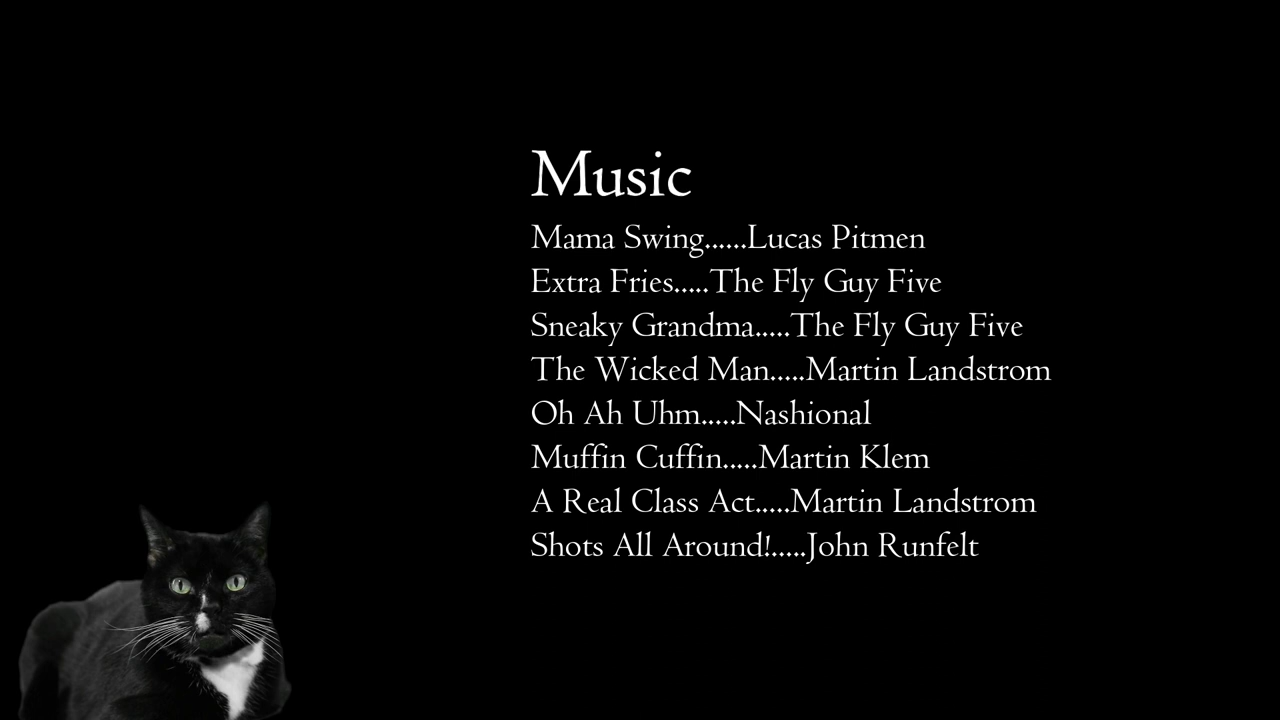 Music
Mama Swing......Lucas Pitmen
Extra Fries.....The Fly Guy Five
Sneaky Grandma.....The Fly Guy Five
The Wicked Man.....Martin Landstrom
Oh Ah Uhm.....Nashional
Muffin Cuffin.....Martin Klem
A Real Class Act.....Martin Landstrom
Shots All Around!.....John Runfelt